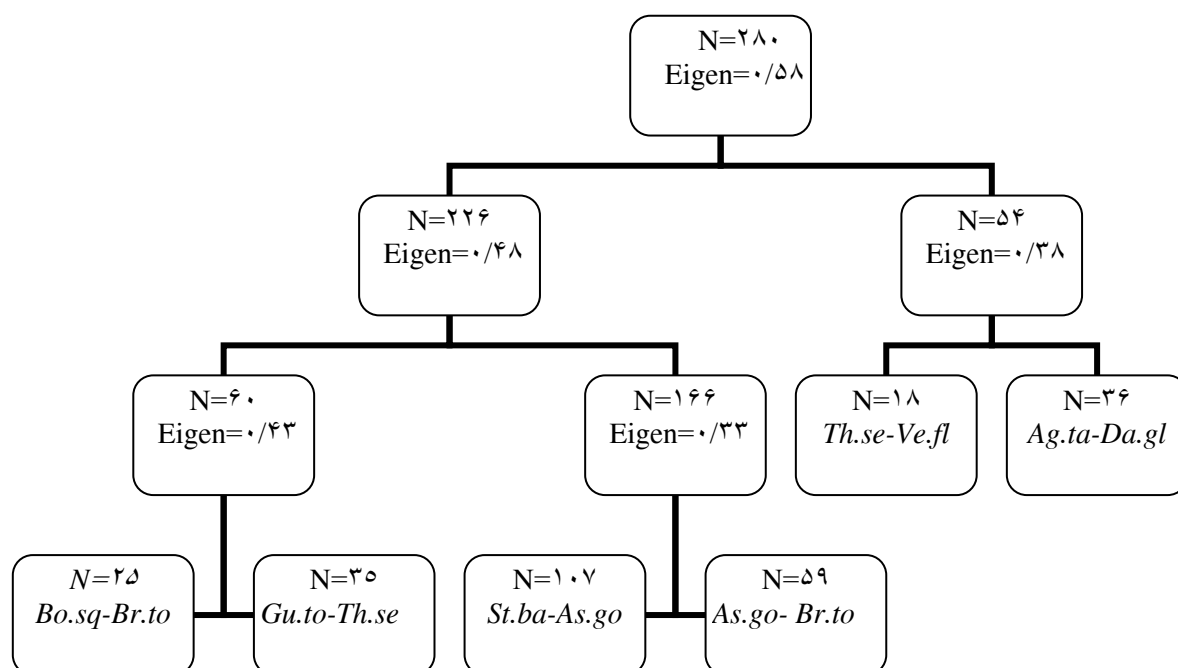 N=۲۸۰
Eigen=۰/۵۸
N=۲۲۶
Eigen=۰/۴۸
N=۵۴
Eigen=۰/۳۸
N=۶۰
Eigen=۰/۴۳
N=۱۶۶
Eigen=۰/۳۳
N=۱۸
Th.se-Ve.fl
N=۳۶
Ag.ta-Da.gl
N=۲۵
Bo.sq-Br.to
N=۳۵
Gu.to-Th.se
N=۱۰۷
St.ba-As.go
N=۵۹
As.go- Br.to